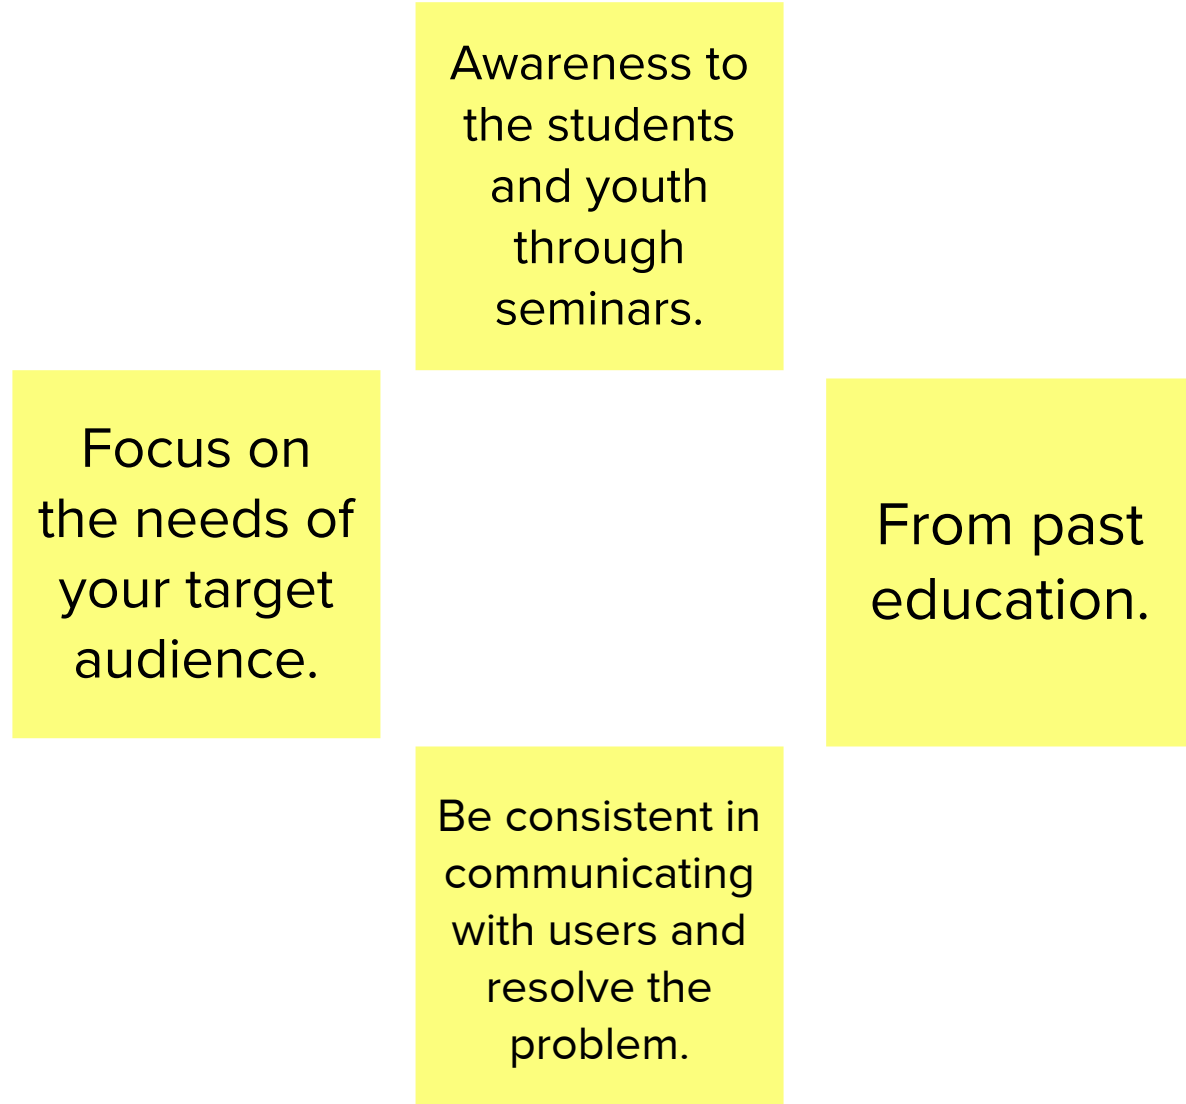 Awareness to
the students
and youth
through
seminars.
Focus on
the needs of
your target
audience.
From past
education.
Be consistent in
communicating
with users and
resolve the
problem.